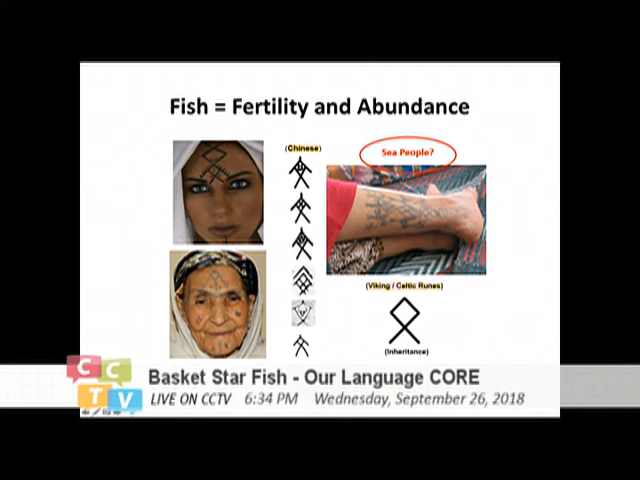 Fish = Fertility and Abundance
(Chinese)
Sea People?
(Viking / Celtic Runes)
(Inheritance)
C C
T V
Basket Star Fish - Our Language CORE
LIVE ON CCTV 6:34 PM Wednesday, September 26, 2018